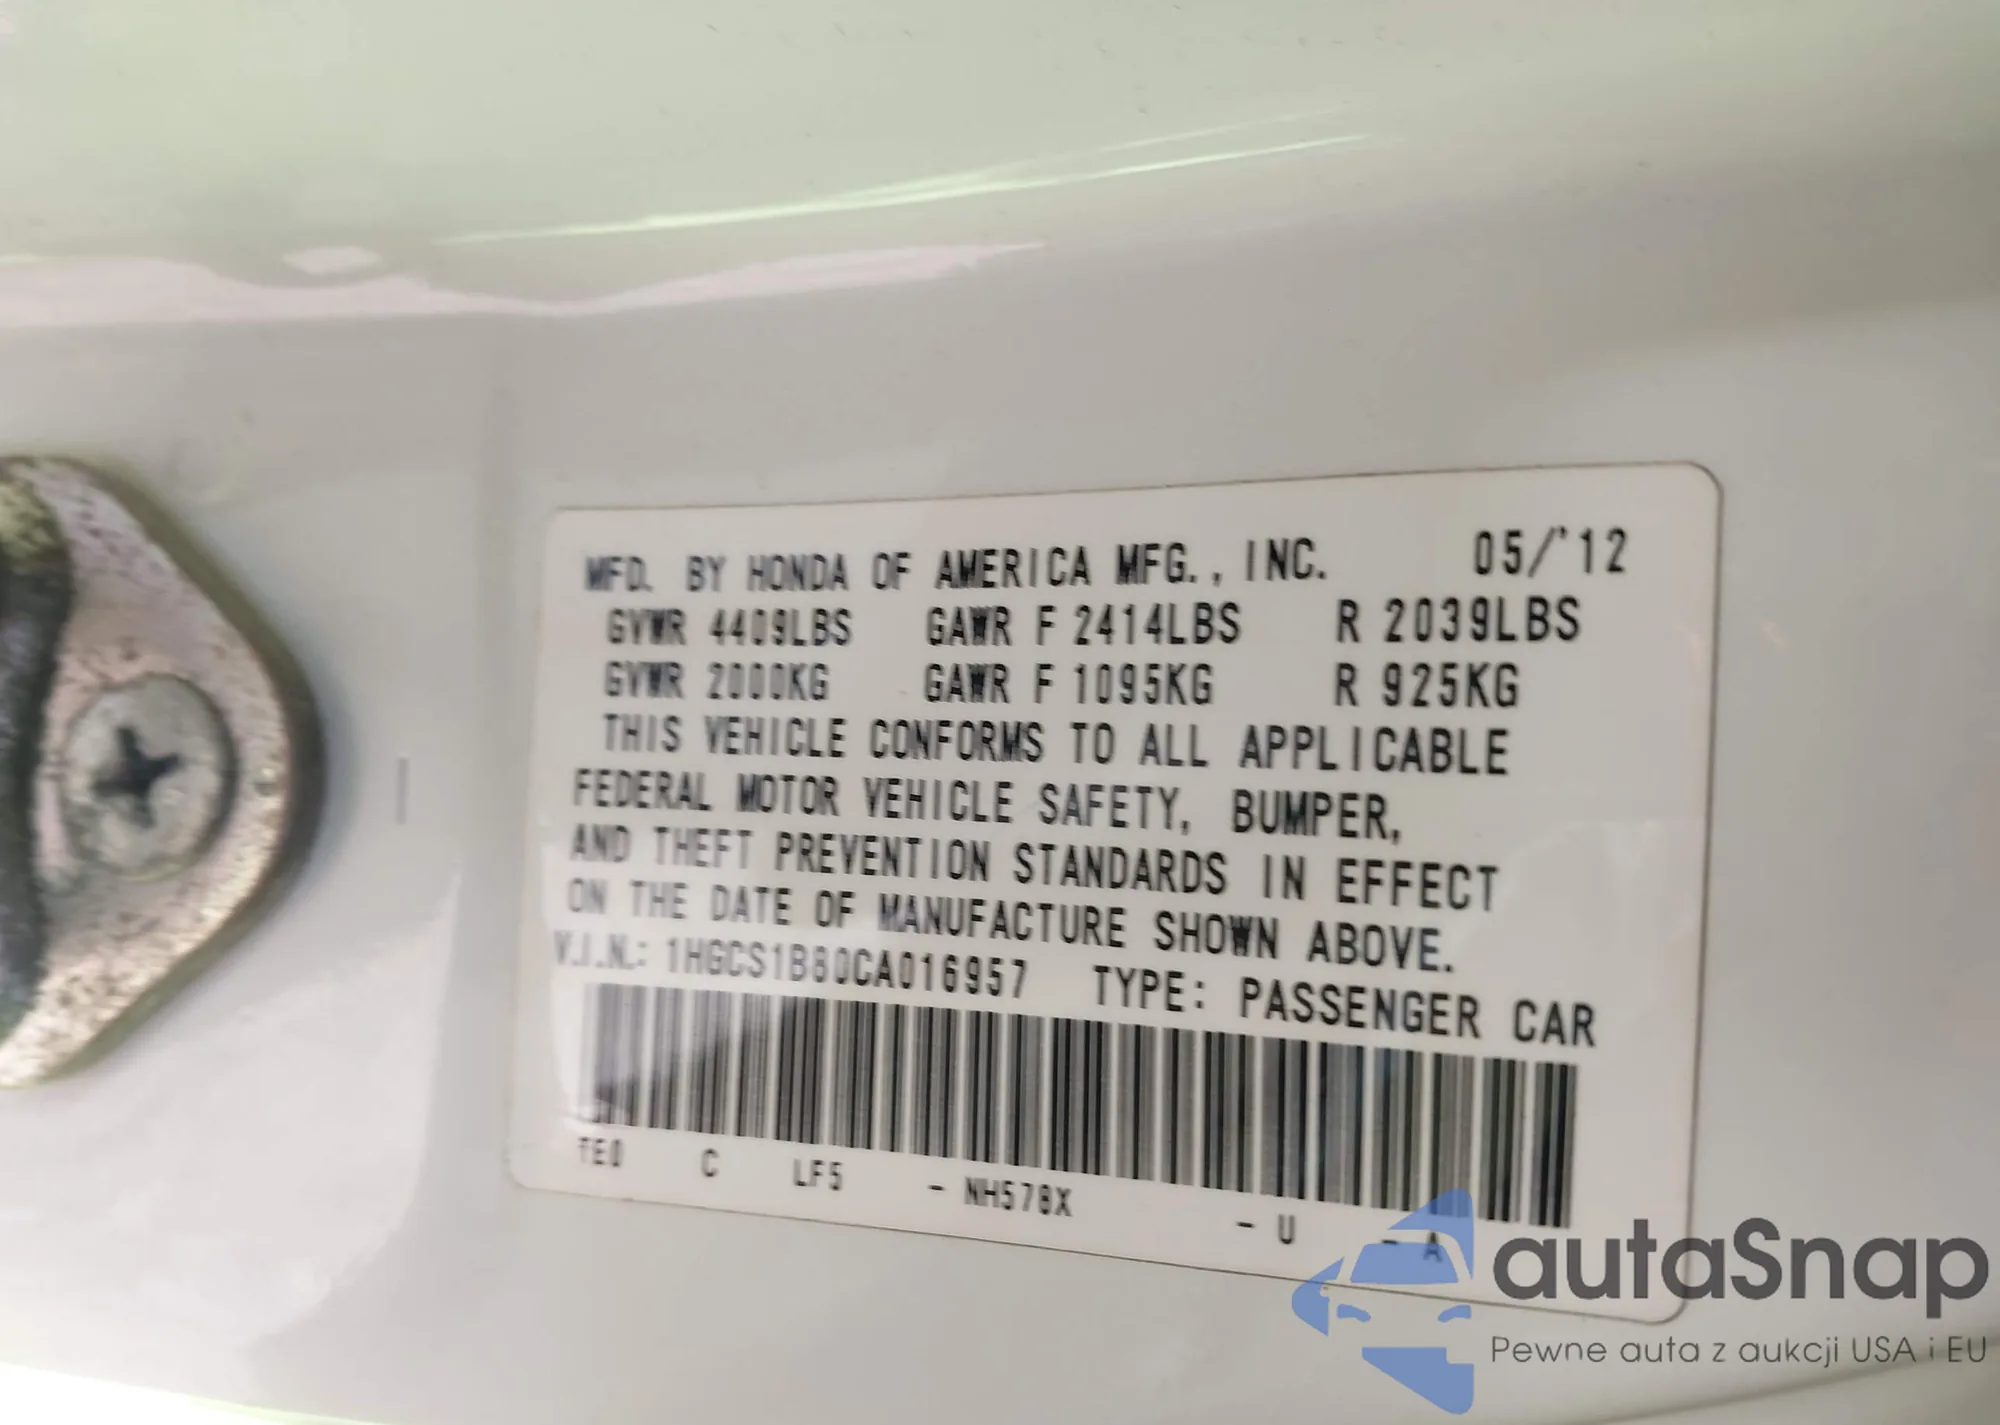 MFD. BY HONDA OF AMERICA MFG., INC. 05/'12
GVWR 4409LBS GAWR F 2414LBS R 2039LBS
GVWR 2000KG GAWR F 1095KG R 925KG
THIS VEHICLE CONFORMS TO ALL APPLICABLE
FEDERAL MOTOR VEHICLE SAFETY, BUMPER,
AND THEFT PREVENTION STANDARDS IN EFFECT
ON THE DATE OF MANUFACTURE SHOWN ABOVE.
V.I.N.: 1HGCS1B80CA016957 TYPE: PASSENGER CAR
TE0 C LF5 - NH578X - U - A
autaSnap
Pewne auta z aukcji USA i EU